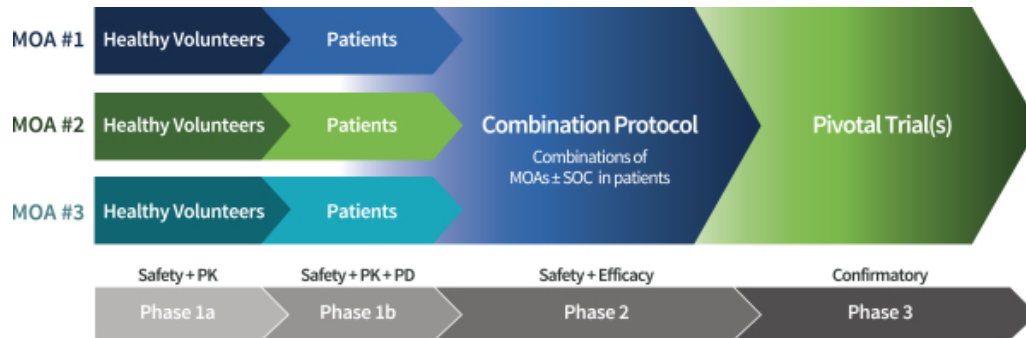 MOA #1 Healthy Volunteers Patients
MOA #2 Healthy Volunteers Patients
MOA #3 Healthy Volunteers Patients
Combination Protocol
Combinations of
MOAs ± SOC in patients
Pivotal Trial(s)
Safety + PK Safety + PK + PD Safety + Efficacy Confirmatory
Phase 1a Phase 1b Phase 2 Phase 3